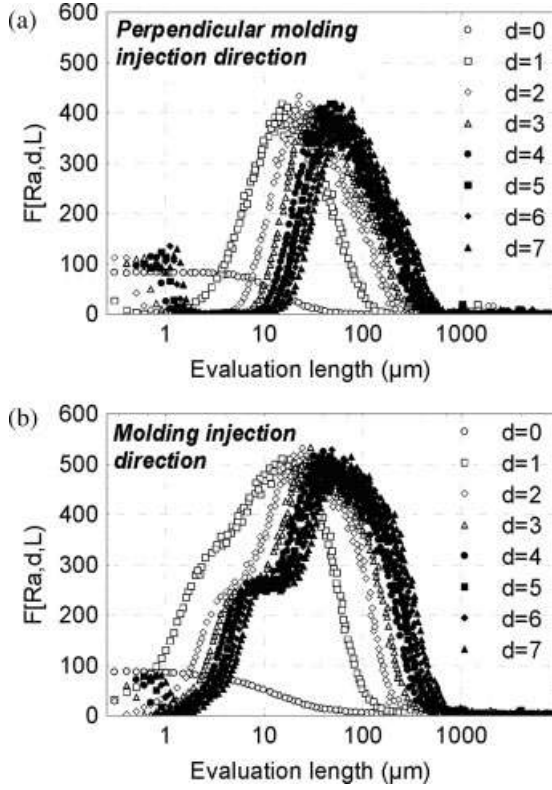 (a)
Perpendicular molding
injection direction
F[Ra,d,L)
600
500
400
300
200
100
0
d=0
d=1
d=2
d=3
d=4
d=5
d=6
d=7
1 10 100 1000
Evaluation length (μm)
(b)
Molding injection
direction
F[Ra,d,L)
600
500
400
300
200
100
0
d=0
d=1
d=2
d=3
d=4
d=5
d=6
d=7
1 10 100 1000
Evaluation length (μm)